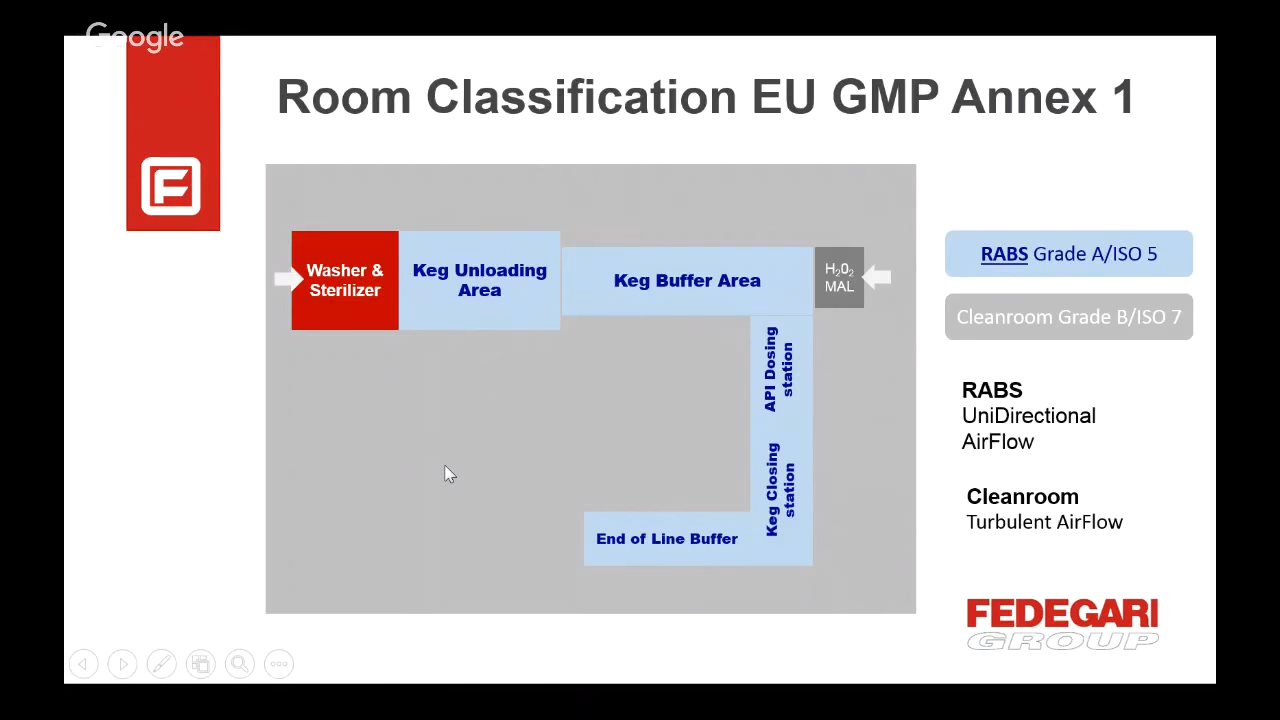 Google
Room Classification EU GMP Annex 1
F
Washer &
Sterilizer
Keg Unloading
Area
Keg Buffer Area
H₂0₂
MAL
API Dosing
station
Keg Closing
station
End of Line Buffer
RABS Grade A/ISO 5
Cleanroom Grade B/ISO 7
RABS
UniDirectional
AirFlow
Cleanroom
Turbulent AirFlow
FEDEGARI
GROUP